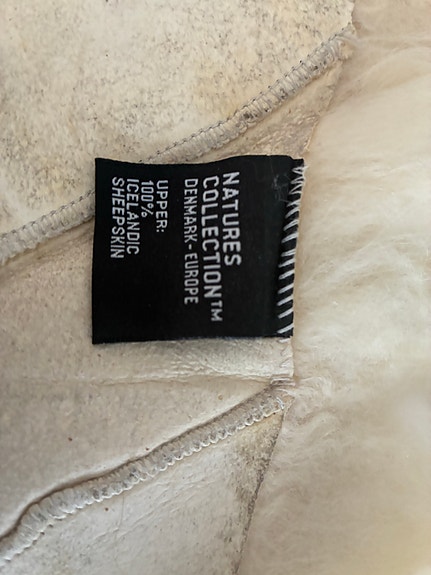 NATURES
COLLECTION™
DENMARK - EUROPE
UPPER:
100%
ICELANDIC
SHEEPSKIN